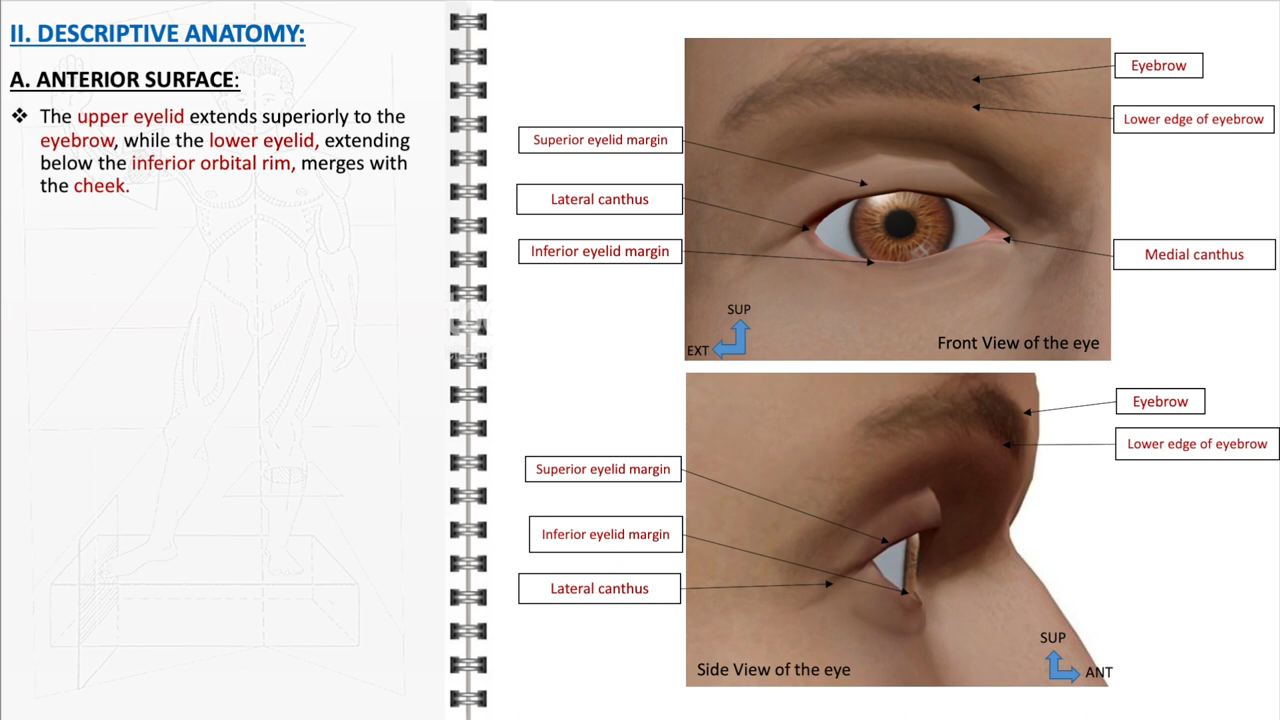 II. DESCRIPTIVE ANATOMY:
A. ANTERIOR SURFACE:
❖ The upper eyelid extends superiorly to the
eyebrow, while the lower eyelid, extending
below the inferior orbital rim, merges with
the cheek.
Eyebrow
Lower edge of eyebrow
Superior eyelid margin
Lateral canthus
Inferior eyelid margin
Medial canthus
SUP
EXT
Front View of the eye
Eyebrow
Lower edge of eyebrow
Superior eyelid margin
Inferior eyelid margin
Lateral canthus
SUP
ANT
Side View of the eye